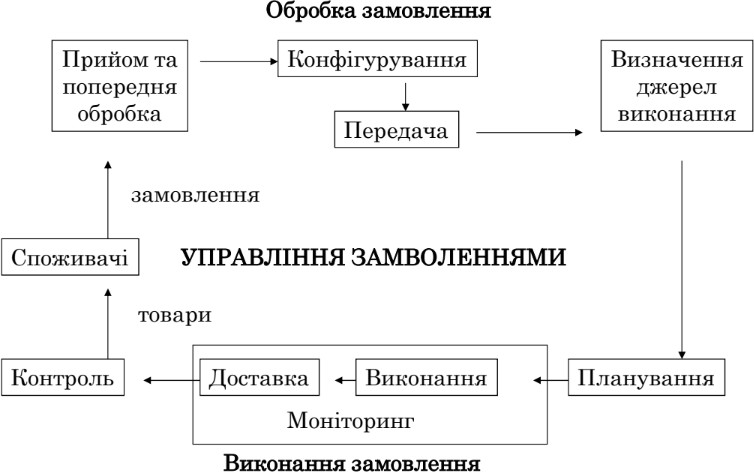 Обробка замовлення
Прийом та
попередня
обробка
Конфігурування
Передача
Визначення
джерел
виконання
замовлення
Споживачі
УПРАВЛІННЯ ЗАМВОЛЕННЯМИ
товари
Контроль
Доставка
Виконання
Планування
Моніторинг
Виконання замовлення